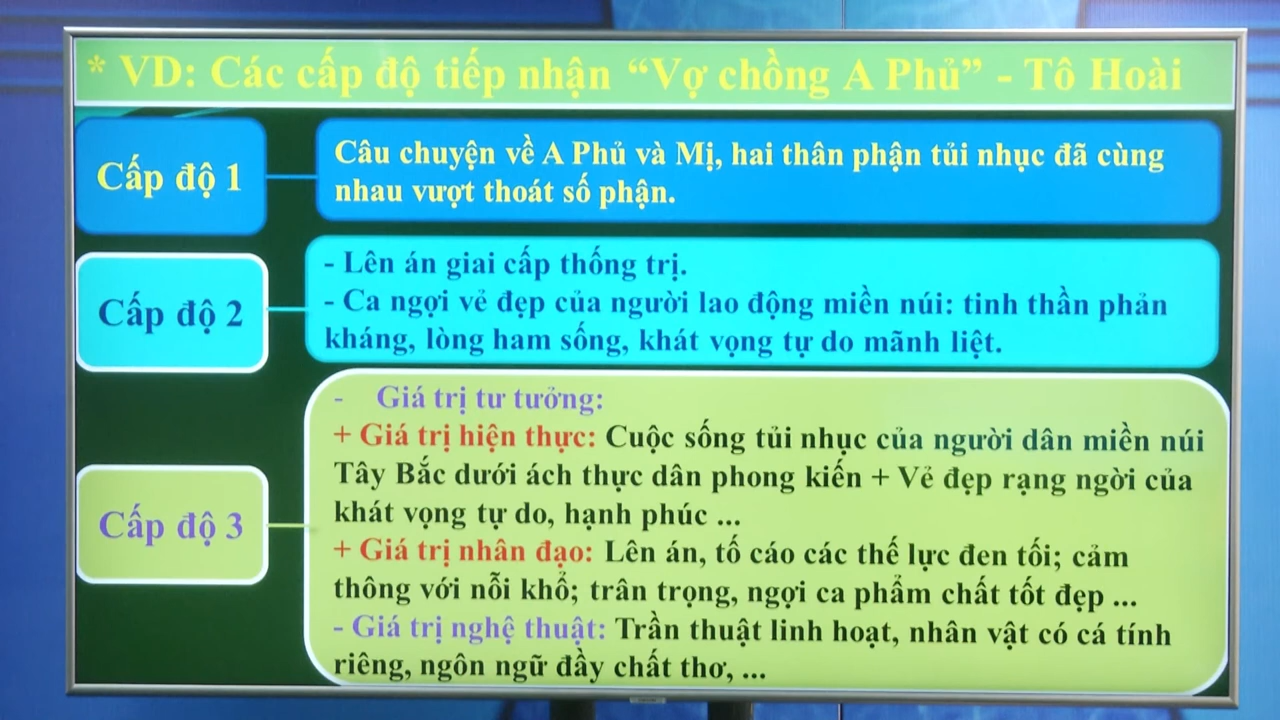 * VD: Các cấp độ tiếp nhận “Vợ chồng A Phủ” - Tô Hoài
Cấp độ 1
Câu chuyện về A Phủ và Mị, hai thân phận tủi nhục đã cùng
nhau vượt thoát số phận.
Cấp độ 2
- Lên án giai cấp thống trị.
- Ca ngợi vẻ đẹp của người lao động miền núi: tinh thần phản
kháng, lòng ham sống, khát vọng tự do mãnh liệt.
Cấp độ 3
- Giá trị tư tưởng:
+ Giá trị hiện thực: Cuộc sống tủi nhục của người dân miền núi
Tây Bắc dưới ách thực dân phong kiến + Vẻ đẹp rạng ngời của
khát vọng tự do, hạnh phúc ...
+ Giá trị nhân đạo: Lên án, tố cáo các thế lực đen tối; cảm
thông với nỗi khổ; trân trọng, ngợi ca phẩm chất tốt đẹp ...
- Giá trị nghệ thuật: Trần thuật linh hoạt, nhân vật có cá tính
riêng, ngôn ngữ đầy chất thơ, ...